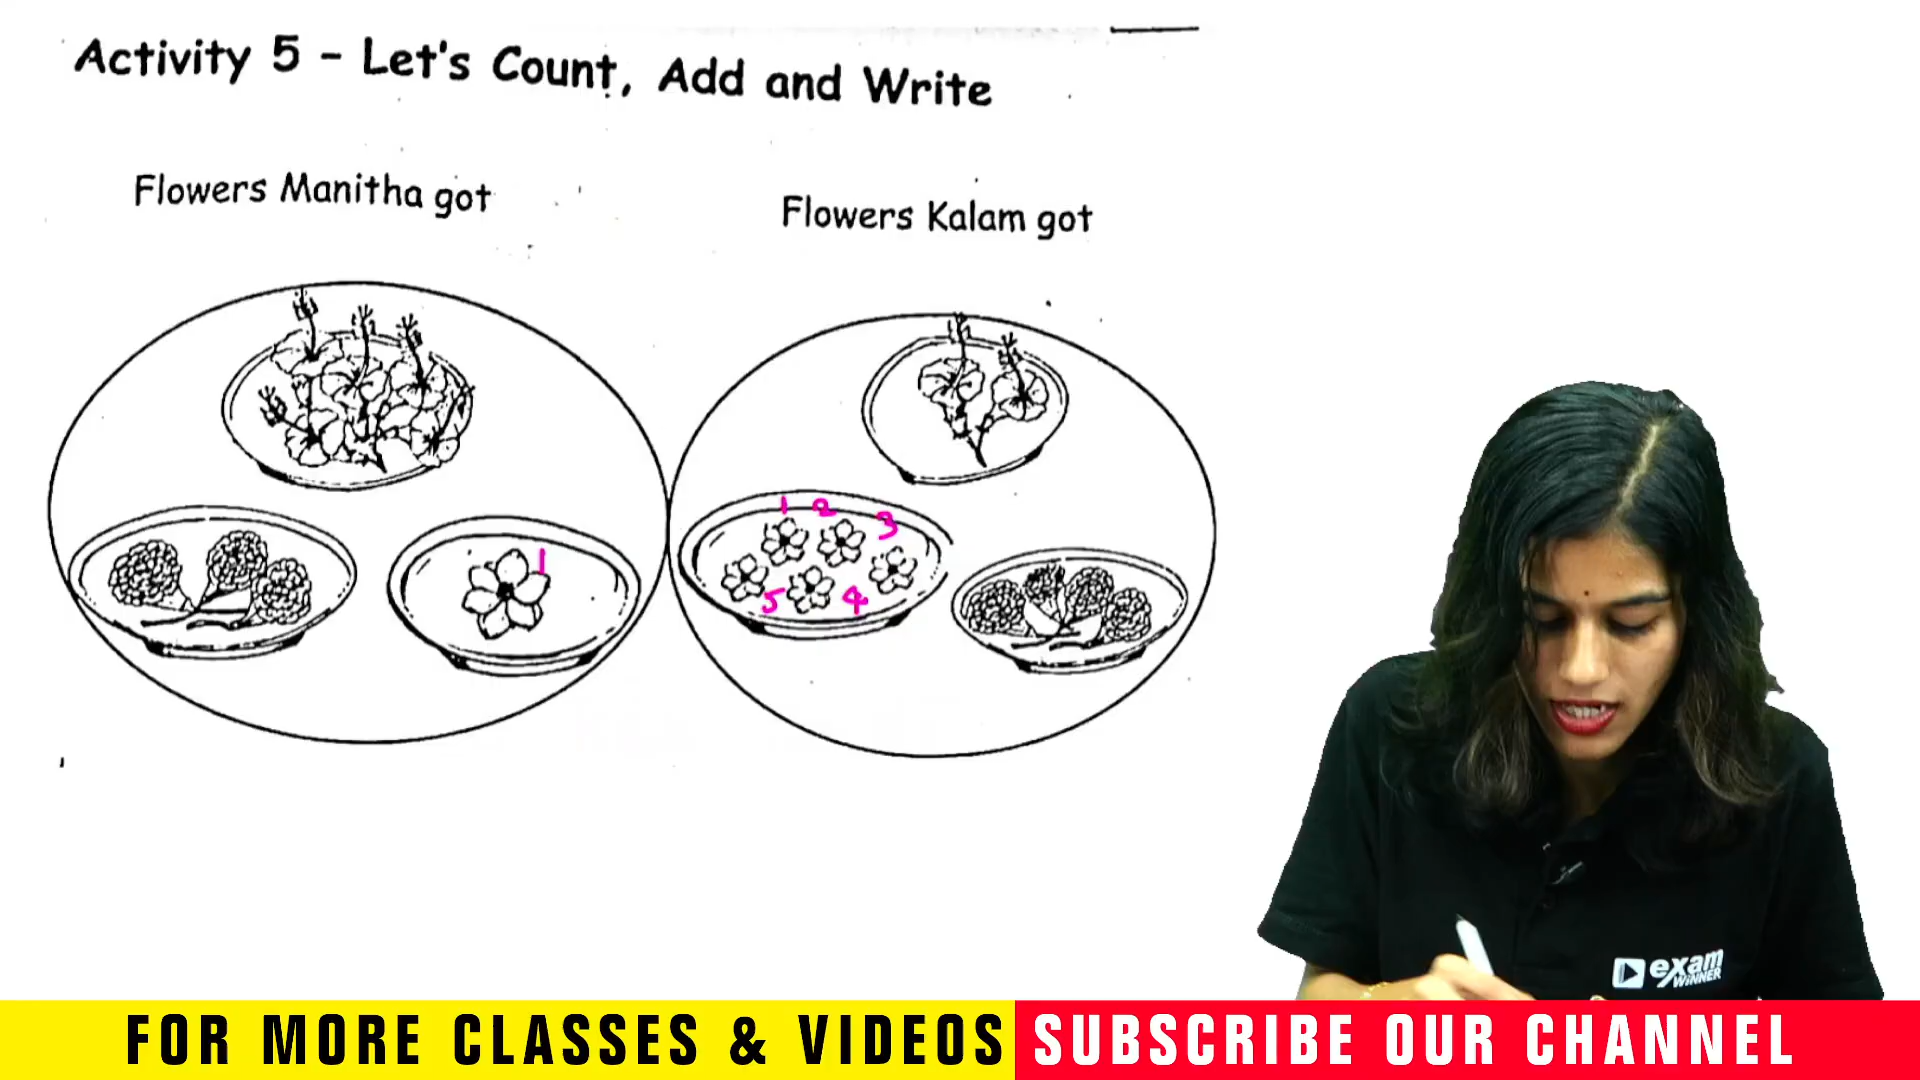 Activity 5 - Let's Count, Add and Write
Flowers Manitha got
Flowers Kalam got
1 2 3
1
5 4
exam
WINNER
FOR MORE CLASSES & VIDEOS SUBSCRIBE OUR CHANNEL